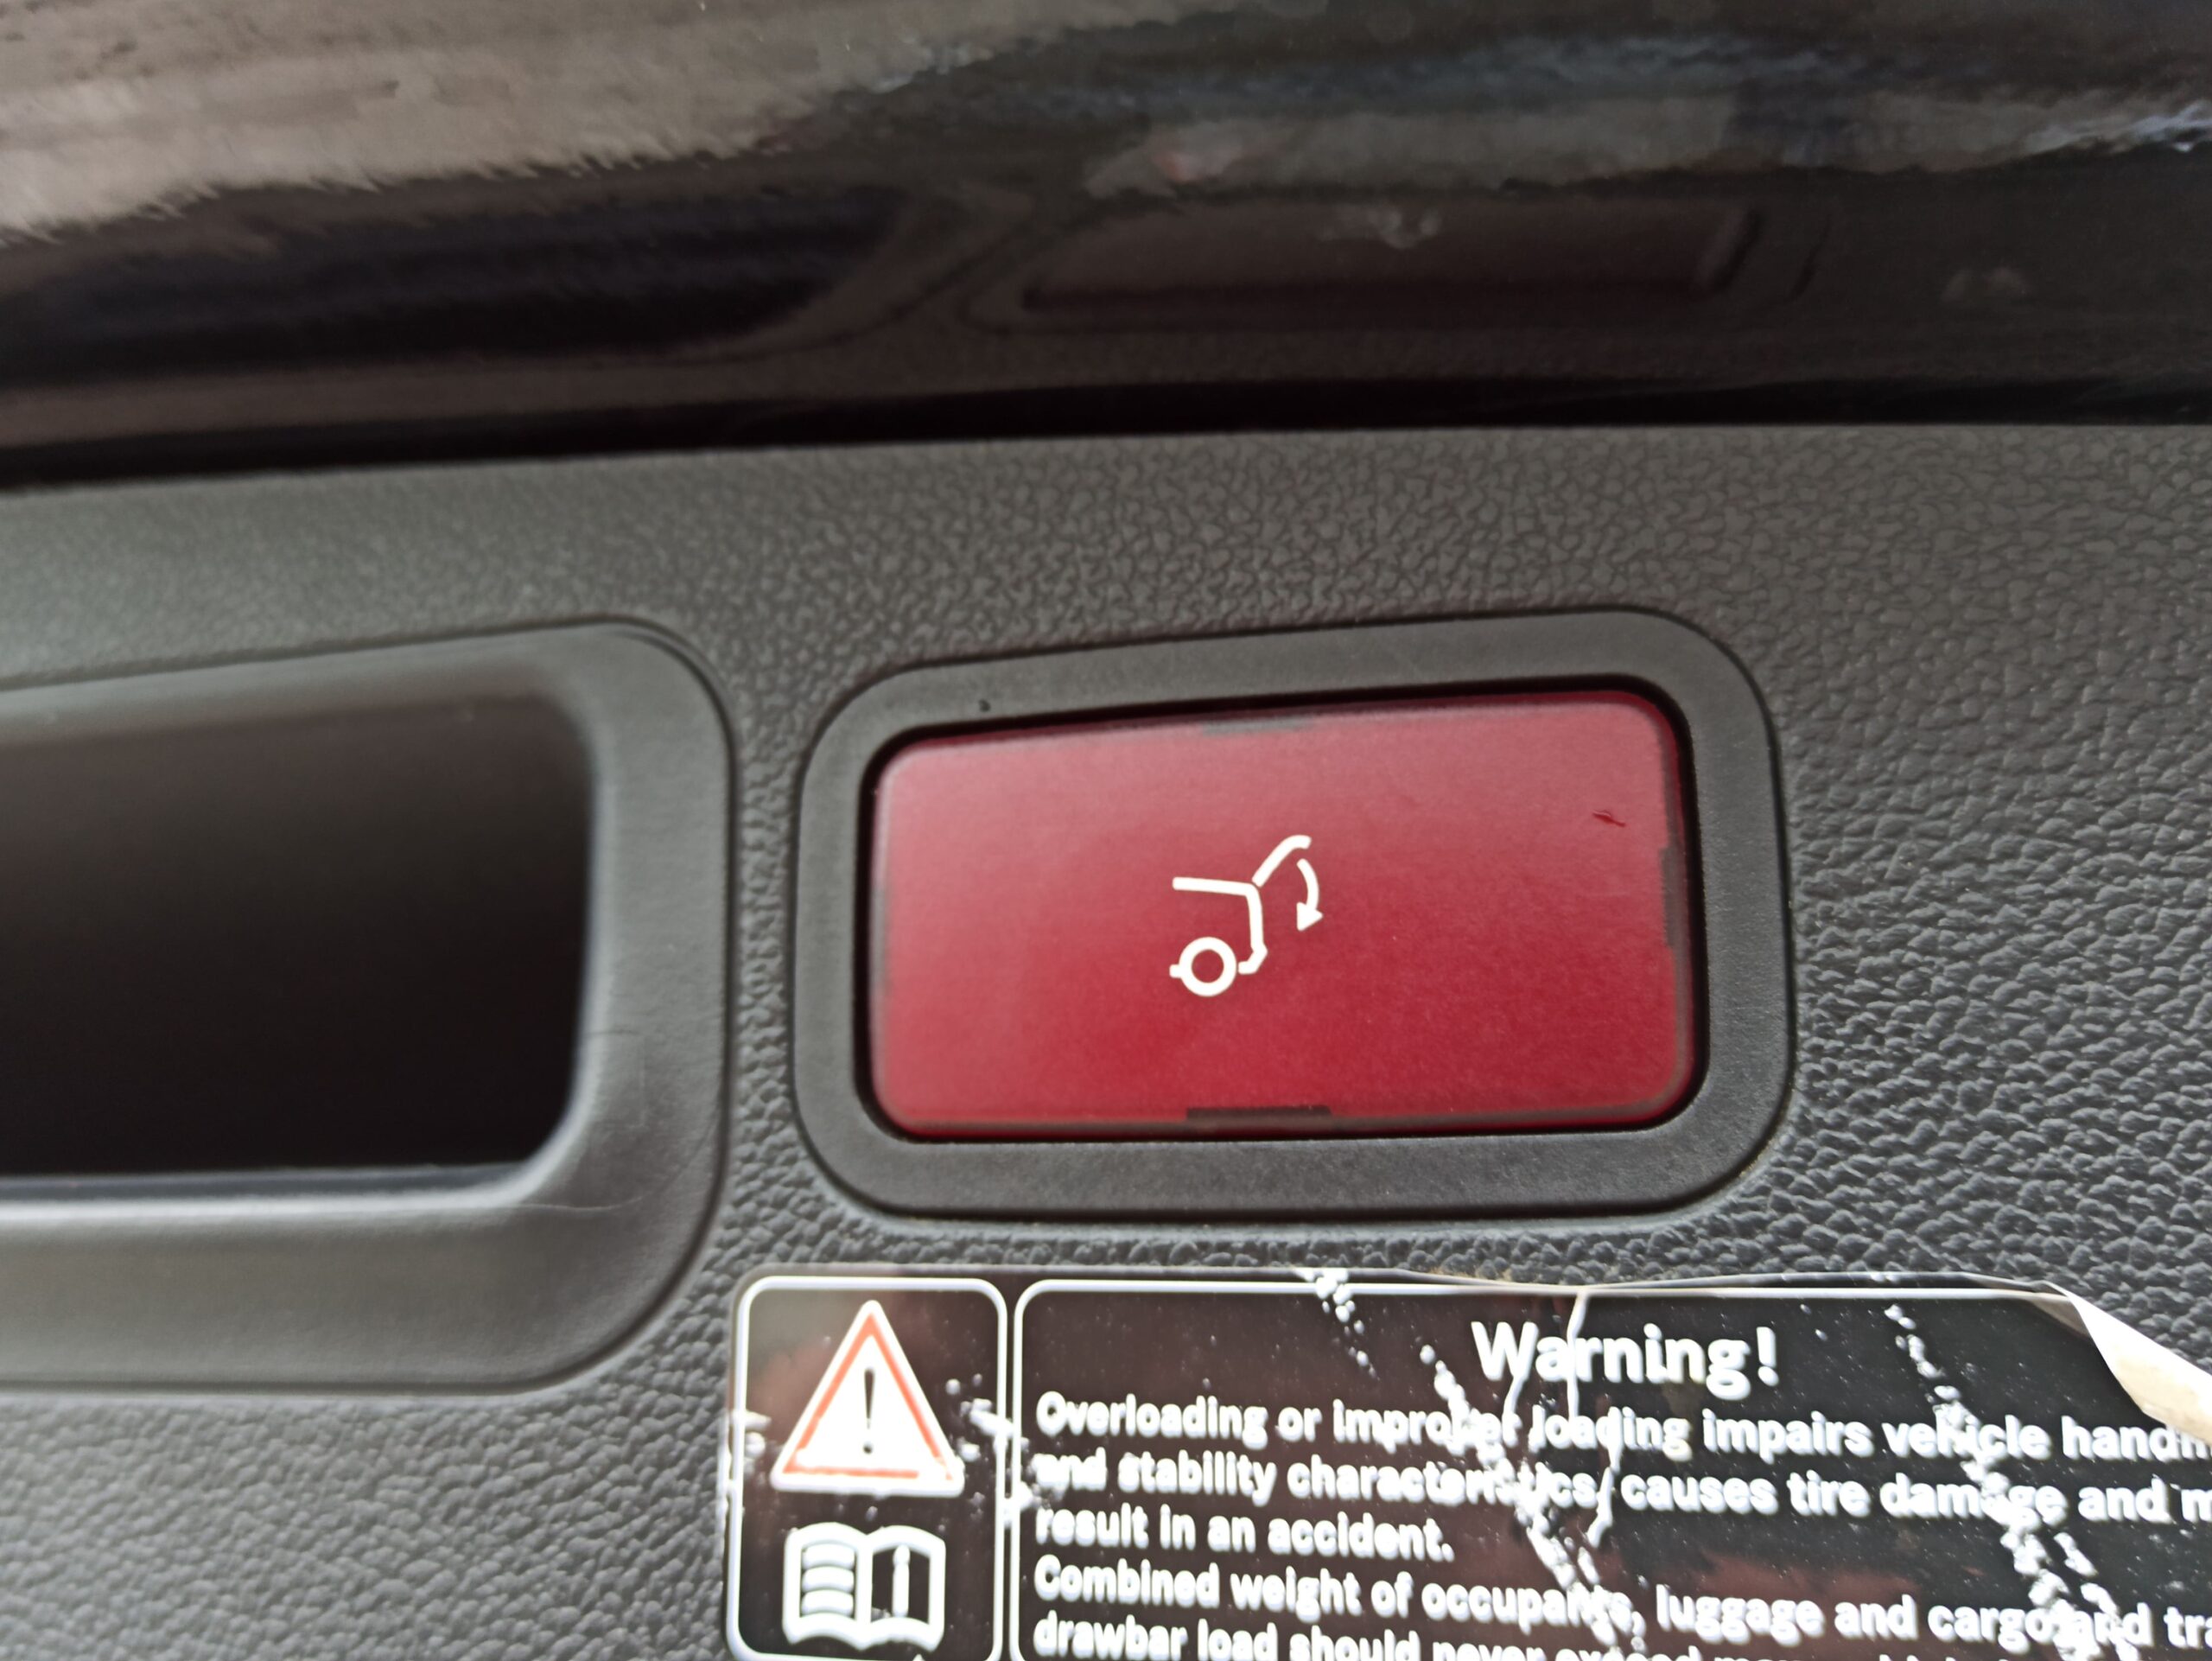 Warning!
Overloading or improper loading impairs vehicle
and stability characteristics, causes tire damage and
result in an accident.
Combined weight of occupants, luggage and cargo and
drawbar load should never exceed